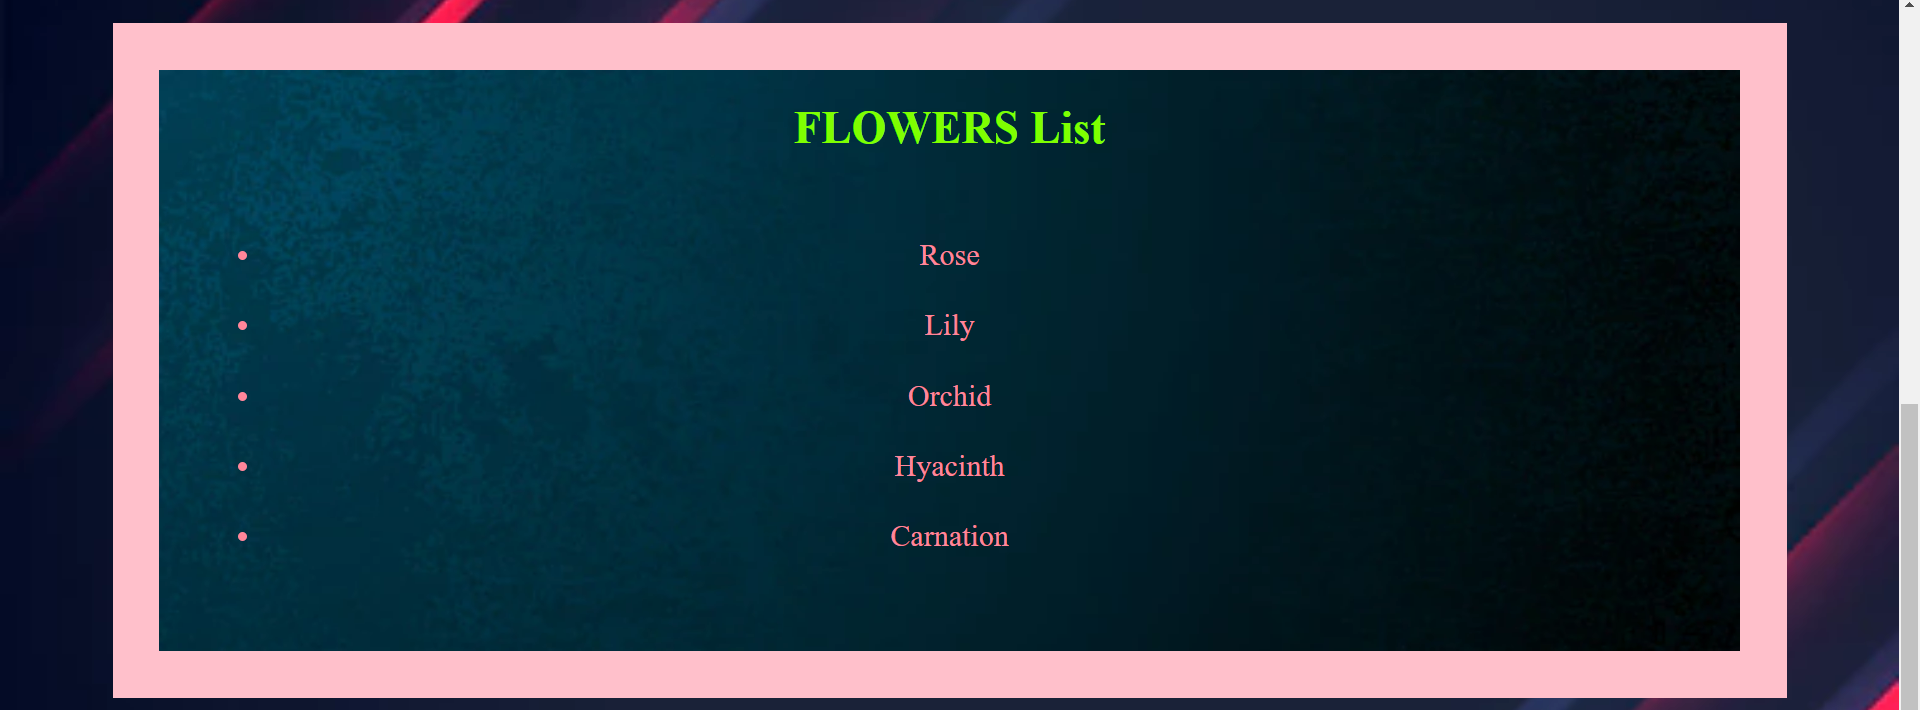 FLOWERS List
• Rose
• Lily
• Orchid
• Hyacinth
• Carnation